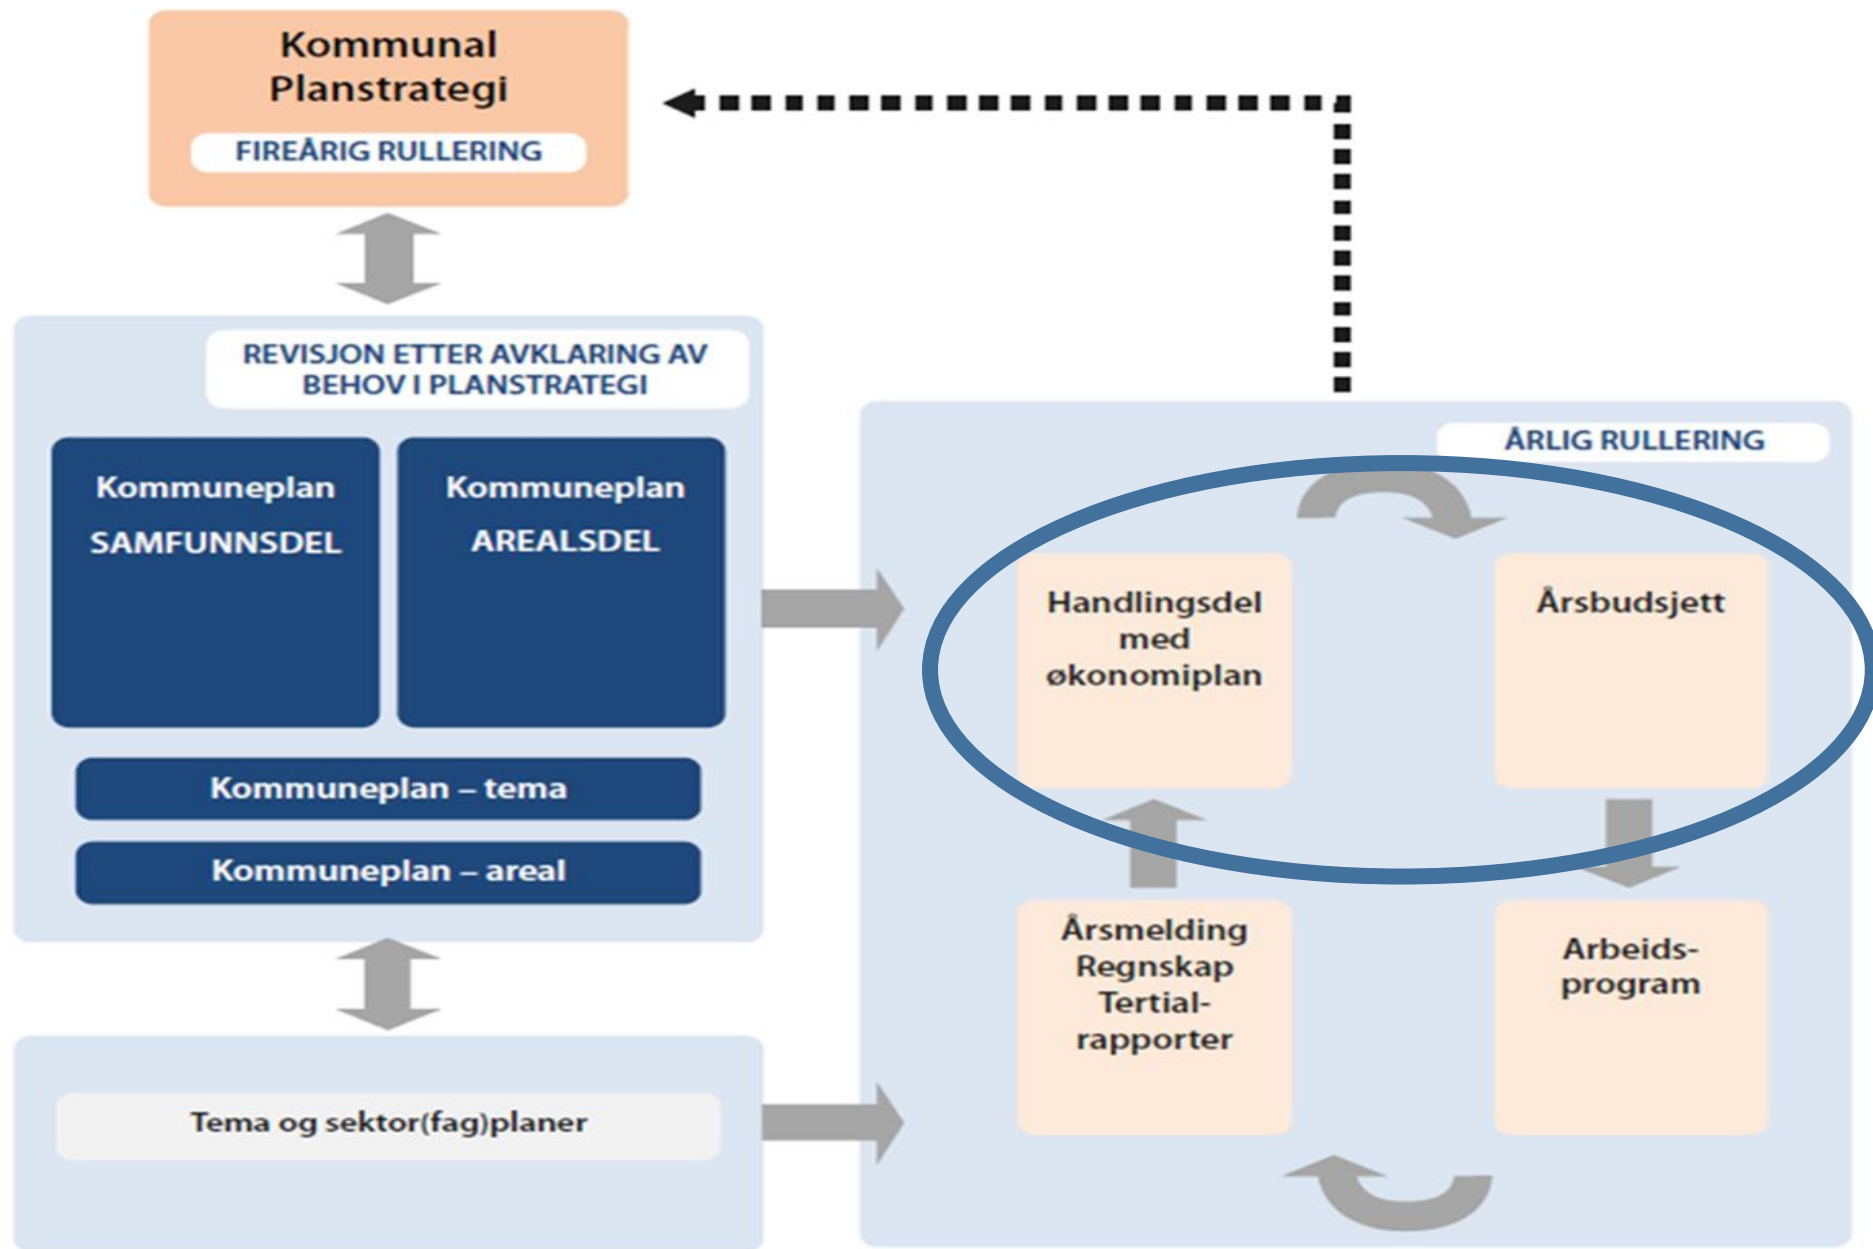 Kommunal
Planstrategi
FIREÅRIG RULLERING
REVISJON ETTER AVKLARING AV
BEHOV I PLANSTRATEGI
Kommuneplan
SAMFUNNSDEL
Kommuneplan
AREALSDEL
Kommuneplan – tema
Kommuneplan – areal
Tema og sektor(fag)planer
ÅRLIG RULLERING
Handlingsdel
med
økonomiplan
Årsbudsjett
Årsmelding
Regnskap
Tertial-
rapporter
Arbeids-
program